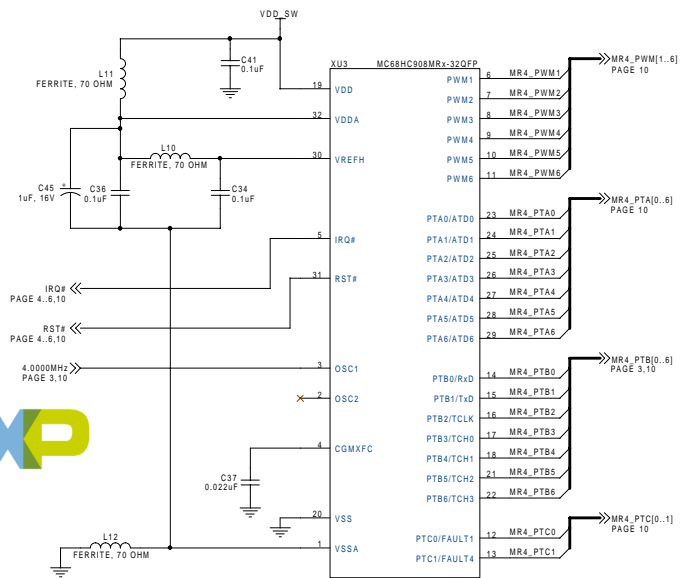 VDD_SW
C41
0.1uF
L11
FERRITE, 70 OHM
XU3
MC68HC908MRx-32QFP
19
VDD
32
VDDA
L10
FERRITE, 70 OHM
30
VREFH
C45
1uF, 16V
+
C36
0.1uF
C34
0.1uF
5
IRQ#
31
RST#
IRQ#
PAGE 4..6,10
RST#
PAGE 4..6,10
4.0000MHz
PAGE 3,10
3
OSC1
2
OSC2
4
CGMXFC
C37
0.022uF
20
VSS
L12
FERRITE, 70 OHM
1
VSSA
XP
PWM1 6 MR4_PWM1
PWM2 7 MR4_PWM2
PWM3 8 MR4_PWM3
PWM4 9 MR4_PWM4
PWM5 10 MR4_PWM5
PWM6 11 MR4_PWM6
MR4_PWM[1..6]
PAGE 10
PTA0/ATD0 23 MR4_PTA0
PTA1/ATD1 24 MR4_PTA1
PTA2/ATD2 25 MR4_PTA2
PTA3/ATD3 26 MR4_PTA3
PTA4/ATD4 27 MR4_PTA4
PTA5/ATD5 28 MR4_PTA5
PTA6/ATD6 29 MR4_PTA6
MR4_PTA[0..6]
PAGE 10
PTB0/RxD 14 MR4_PTB0
PTB1/TxD 15 MR4_PTB1
PTB2/TCLK 16 MR4_PTB2
PTB3/TCH0 17 MR4_PTB3
PTB4/TCH1 18 MR4_PTB4
PTB5/TCH2 21 MR4_PTB5
PTB6/TCH3 22 MR4_PTB6
MR4_PTB[0..6]
PAGE 3,10
PTC0/FAULT1 12 MR4_PTC0
PTC1/FAULT4 13 MR4_PTC1
MR4_PTC[0..1]
PAGE 10